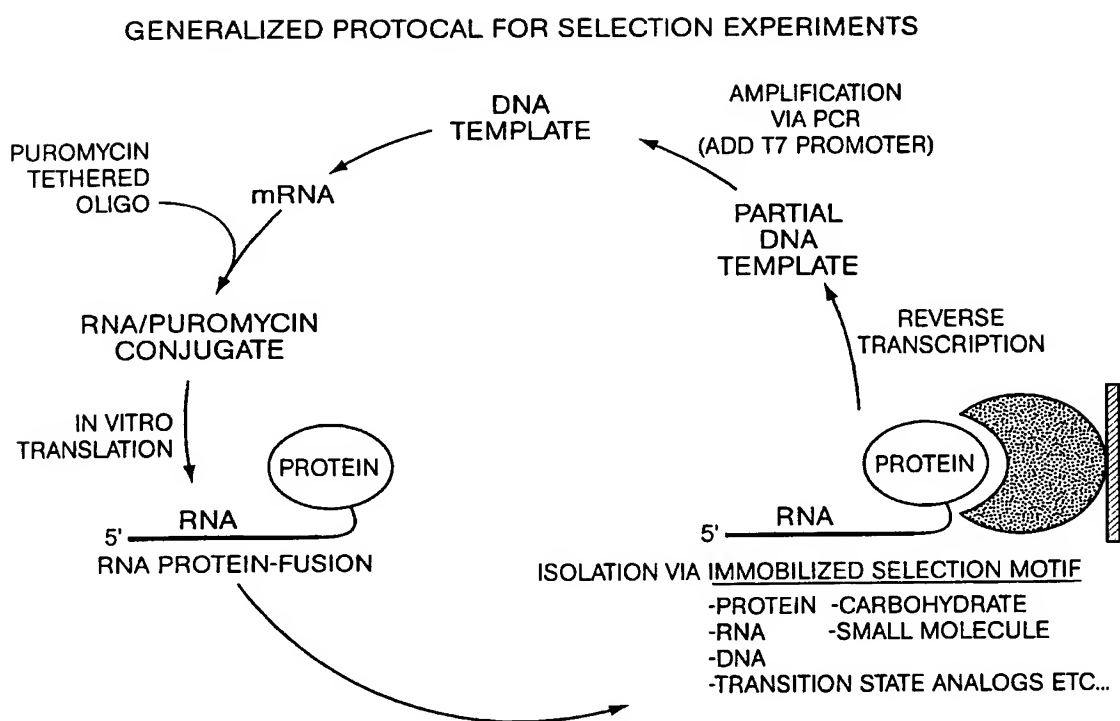 GENERALIZED PROTOCAL FOR SELECTION EXPERIMENTS
DNA
TEMPLATE
AMPLIFICATION
VIA PCR
(ADD T7 PROMOTER)
PUROMYCIN
TETHERED
OLIGO
mRNA
PARTIAL
DNA
TEMPLATE
RNA/PUROMYCIN
CONJUGATE
REVERSE
TRANSCRIPTION
IN VITRO
TRANSLATION
PROTEIN
RNA
5'
RNA PROTEIN-FUSION
PROTEIN
RNA
5'
ISOLATION VIA IMMOBILIZED SELECTION MOTIF
-PROTEIN -CARBOHYDRATE
-RNA -SMALL MOLECULE
-DNA
-TRANSITION STATE ANALOGS ETC...